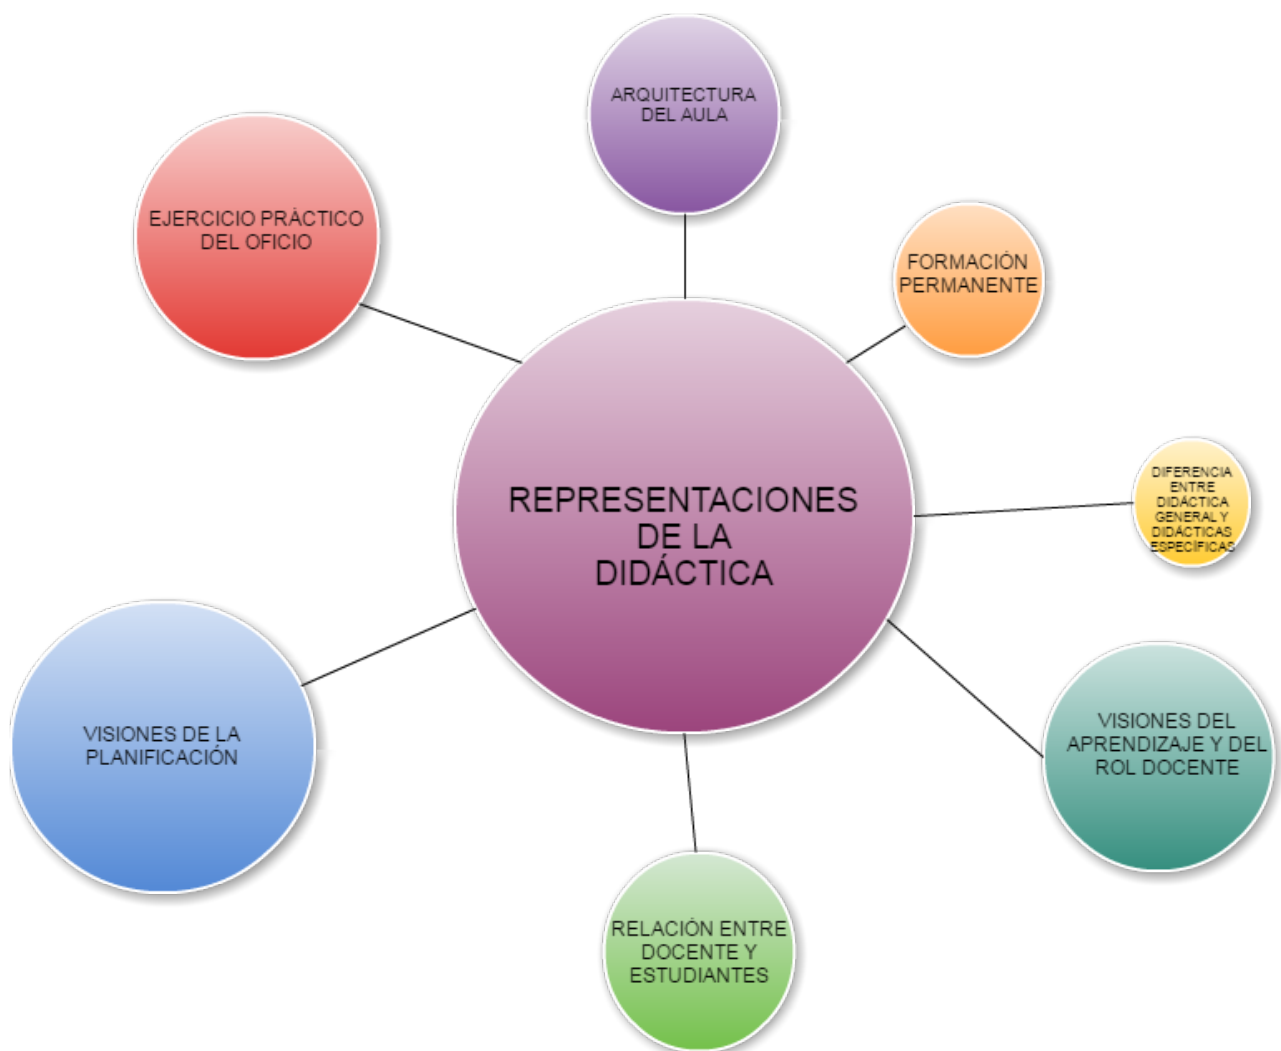 ARQUITECTURA
DEL AULA
EJERCICIO PRÁCTICO
DEL OFICIO
FORMACIÓN
PERMANENTE
REPRESENTACIONES
DE LA
DIDÁCTICA
DIFERENCIA
ENTRE
DIDÁCTICA
GENERAL Y
DIDÁCTICAS
ESPECÍFICAS
VISIONES DE LA
PLANIFICACIÓN
VISIONES DEL
APRENDIZAJE Y DEL
ROL DOCENTE
RELACIÓN ENTRE
DOCENTE Y
ESTUDIANTES